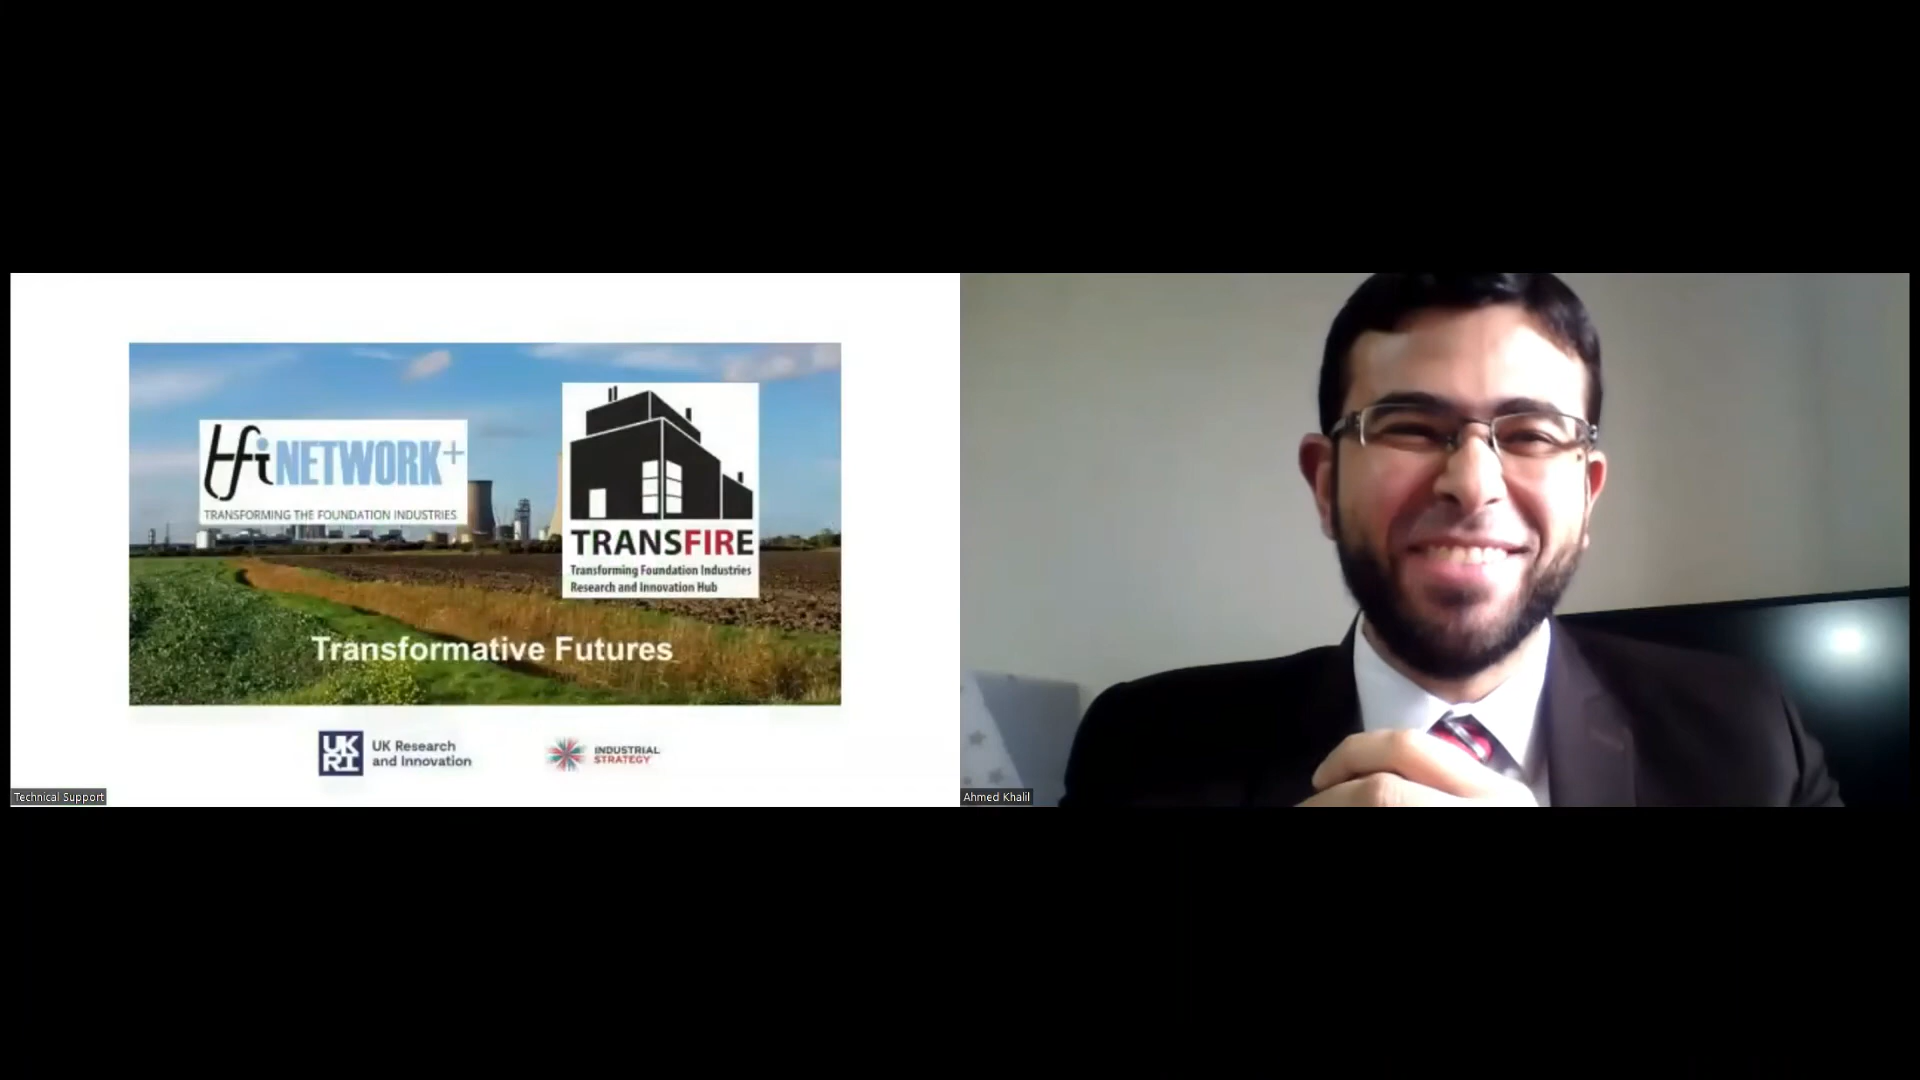 tfi NETWORK+
TRANSFORMING THE FOUNDATION INDUSTRIES
TRANSFIRE
Transforming Foundation Industries
Research and Innovation Hub
Transformative Futures
UK
RI
UK Research
and Innovation
INDUSTRIAL
STRATEGY
Technical Support
Ahmed Khalil